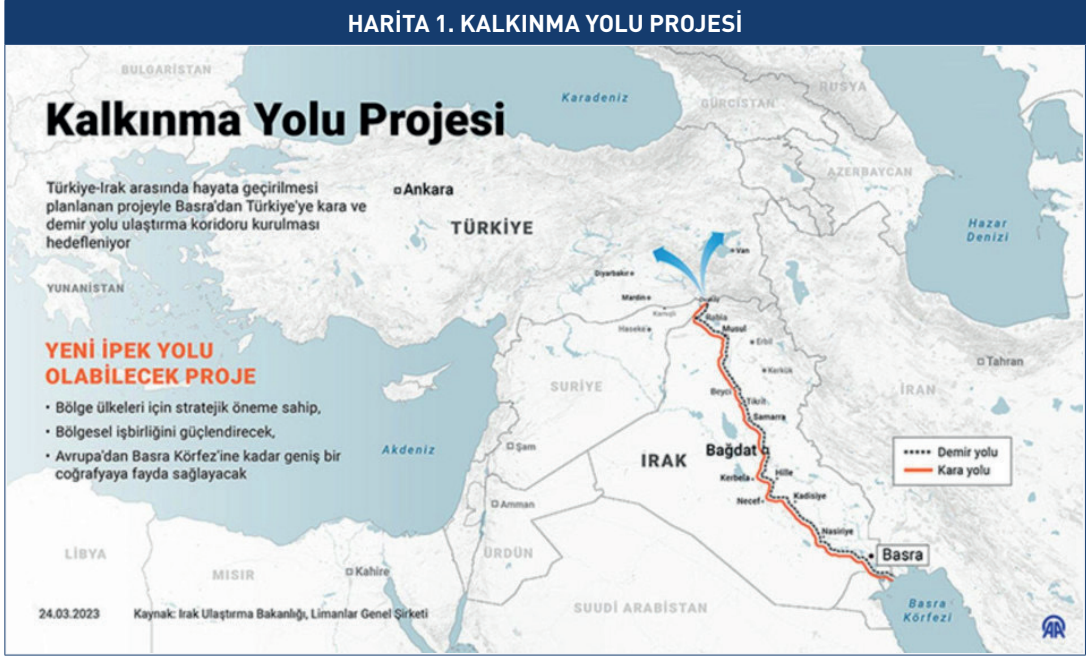 HARİTA 1. KALKINMA YOLU PROJESİ
BULGARİSTAN
Karadeniz
GÜRCİSTAN
RUSYA
Kalkınma Yolu Projesi
AZERBAYCAN
Türkiye-Irak arasında hayata geçirilmesi
planlanan projeyle Basra'dan Türkiye'ye kara ve
demir yolu ulaştırma koridoru kurulması
hedefleniyor
Ankara
TÜRKİYE
Hazar
Denizi
Van
Diyarbakır
YUNANİSTAN
Mardin
Kamışlı
Ovaköy
Rabia
Haseke
Musul
Erbil
YENİ İPEK YOLU
OLABİLECEK PROJE
Tahran
Kerkük
SURİYE
İRAN
Beyci
Tikrit
Samarra
• Bölge ülkeleri için stratejik öneme sahip,
• Bölgesel işbirliğini güçlendirecek,
• Avrupa'dan Basra Körfez'ine kadar geniş bir
coğrafyaya fayda sağlayacak
Akdeniz
Şam
IRAK
Bağdat
Demir yolu
Kara yolu
Hille
Kerbela
Necef
Kadisiye
Amman
Nasiriye
LİBYA
MISIR
Kahire
ÜRDÜN
Basra
SUUDİ ARABİSTAN
Basra
Körfezi
24.03.2023
Kaynak: Irak Ulaştırma Bakanlığı, Limanlar Genel Şirketi
AA